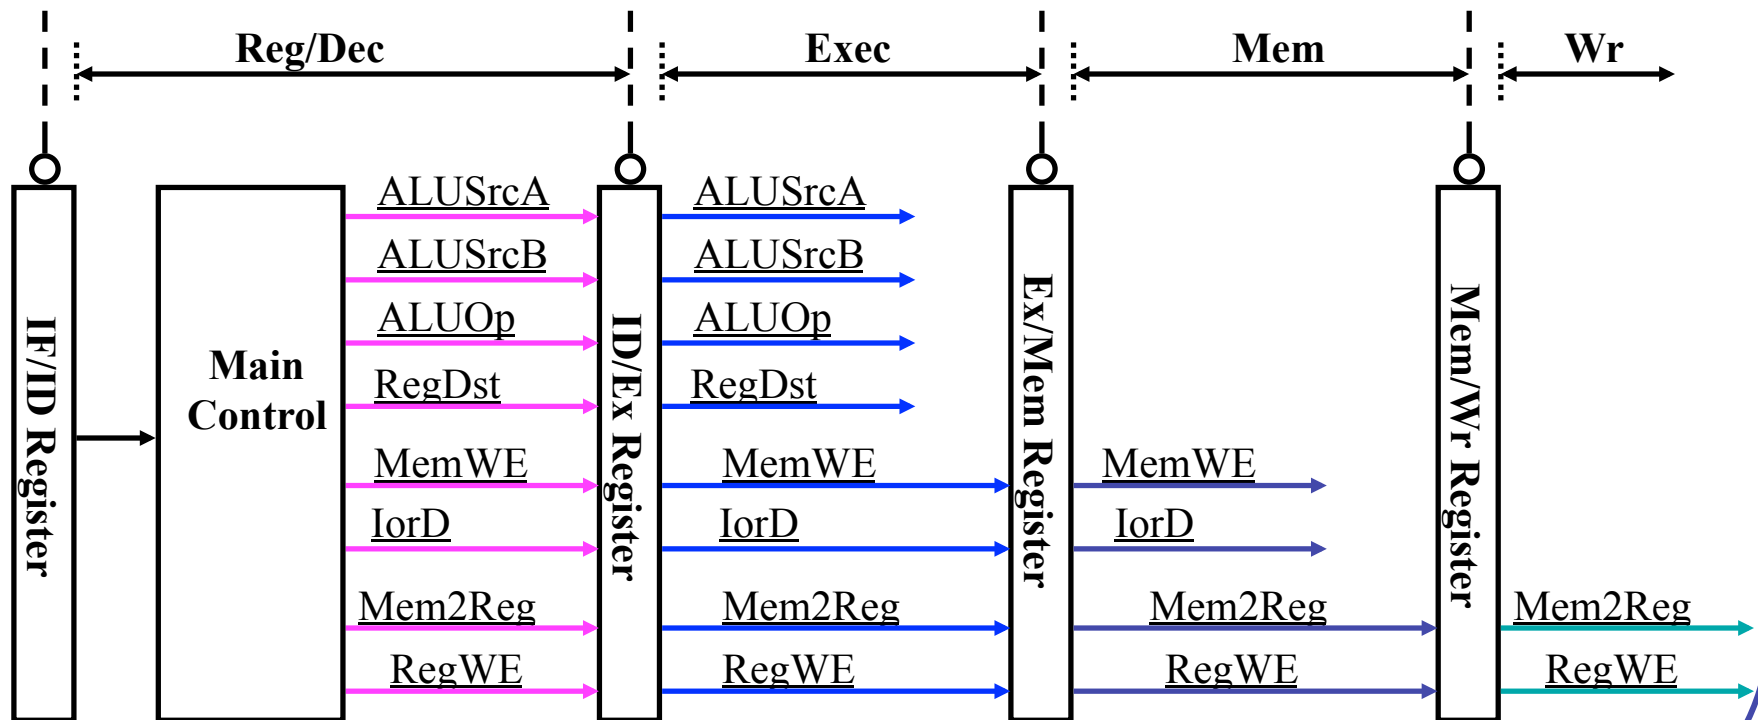 Reg/Dec
Exec
Mem
Wr
IF/ID Register
Main
Control
ALUSrcA
ALUSrcB
ALUOp
RegDst
MemWE
IorD
Mem2Reg
RegWE
ID/Ex Register
ALUSrcA
ALUSrcB
ALUOp
RegDst
MemWE
IorD
Mem2Reg
RegWE
Ex/Mem Register
MemWE
IorD
Mem2Reg
RegWE
Mem/Wr Register
Mem2Reg
RegWE